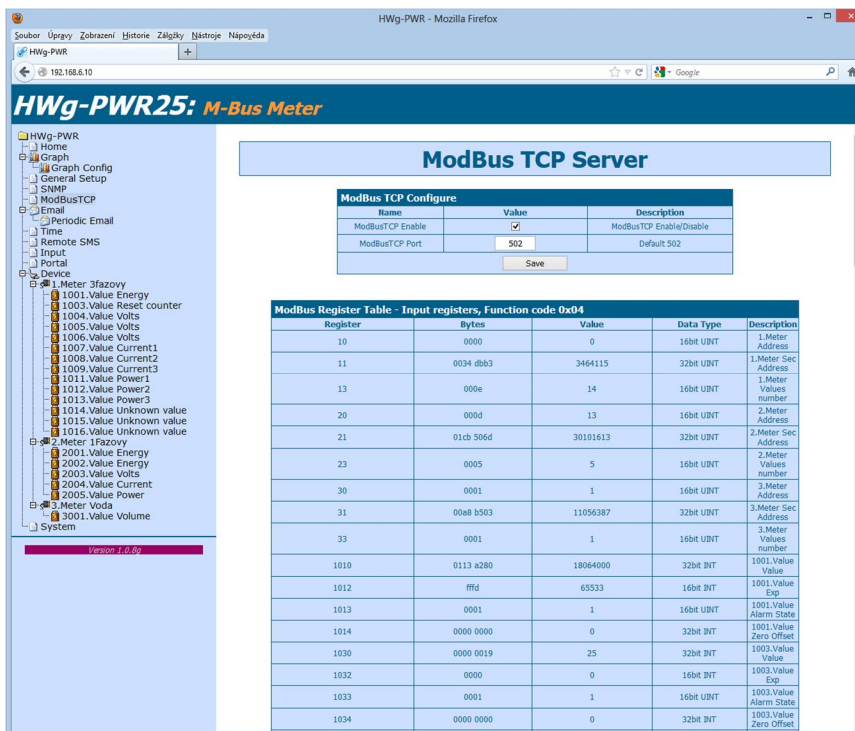 HWg-PWR - Mozilla Firefox
Soubor Úpravy Zobrazení Historie Záložky Nástroje Nápověda
HWg-PWR +
192.168.6.10
Google
HWg-PWR25: M-Bus Meter
HWg-PWR
Home
Graph
Graph Config
General Setup
SNMP
ModBusTCP
Email
Periodic Email
Time
Remote SMS
Input
Portal
Device
1.Meter 3fazovy
1001.Value Energy
1003.Value Reset counter
1004.Value Volts
1005.Value Volts
1006.Value Volts
1007.Value Current1
1008.Value Current2
1009.Value Current3
1011.Value Power1
1012.Value Power2
1013.Value Power3
1014.Value Unknown value
1015.Value Unknown value
1016.Value Unknown value
2.Meter 1Fazovy
2001.Value Energy
2002.Value Energy
2003.Value Volts
2004.Value Current
2005.Value Power
3.Meter Voda
3001.Value Volume
System
Version 1.0.8g
ModBus TCP Server
ModBus TCP Configure
Name Value Description
ModBusTCP Enable ModBusTCP Enable/Disable
ModBusTCP Port 502 Default 502
Save
ModBus Register Table - Input registers, Function code 0x04
Register Bytes Value Data Type Description
10 0000 0 16bit UINT 1.Meter Address
11 0034 dbb3 3464115 32bit UINT 1.Meter Sec Address
13 000e 14 16bit UINT 1.Meter Values number
20 000d 13 16bit UINT 2.Meter Address
21 01cb 506d 30101613 32bit UINT 2.Meter Sec Address
23 0005 5 16bit UINT 2.Meter Values number
30 0001 1 16bit UINT 3.Meter Address
31 00a8 b503 11056387 32bit UINT 3.Meter Sec Address
33 0001 1 16bit UINT 3.Meter Values number
1010 0113 a280 18064000 32bit INT 1001.Value Value
1012 fffd 65533 16bit INT 1001.Value Exp
1013 0001 1 16bit UINT 1001.Value Alarm State
1014 0000 0000 0 32bit INT 1001.Value Zero Offset
1030 0000 0019 25 32bit INT 1003.Value Value
1032 0000 0 16bit INT 1003.Value Exp
1033 0001 1 16bit UINT 1003.Value Alarm State
1034 0000 0000 0 32bit INT 1003.Value Zero Offset